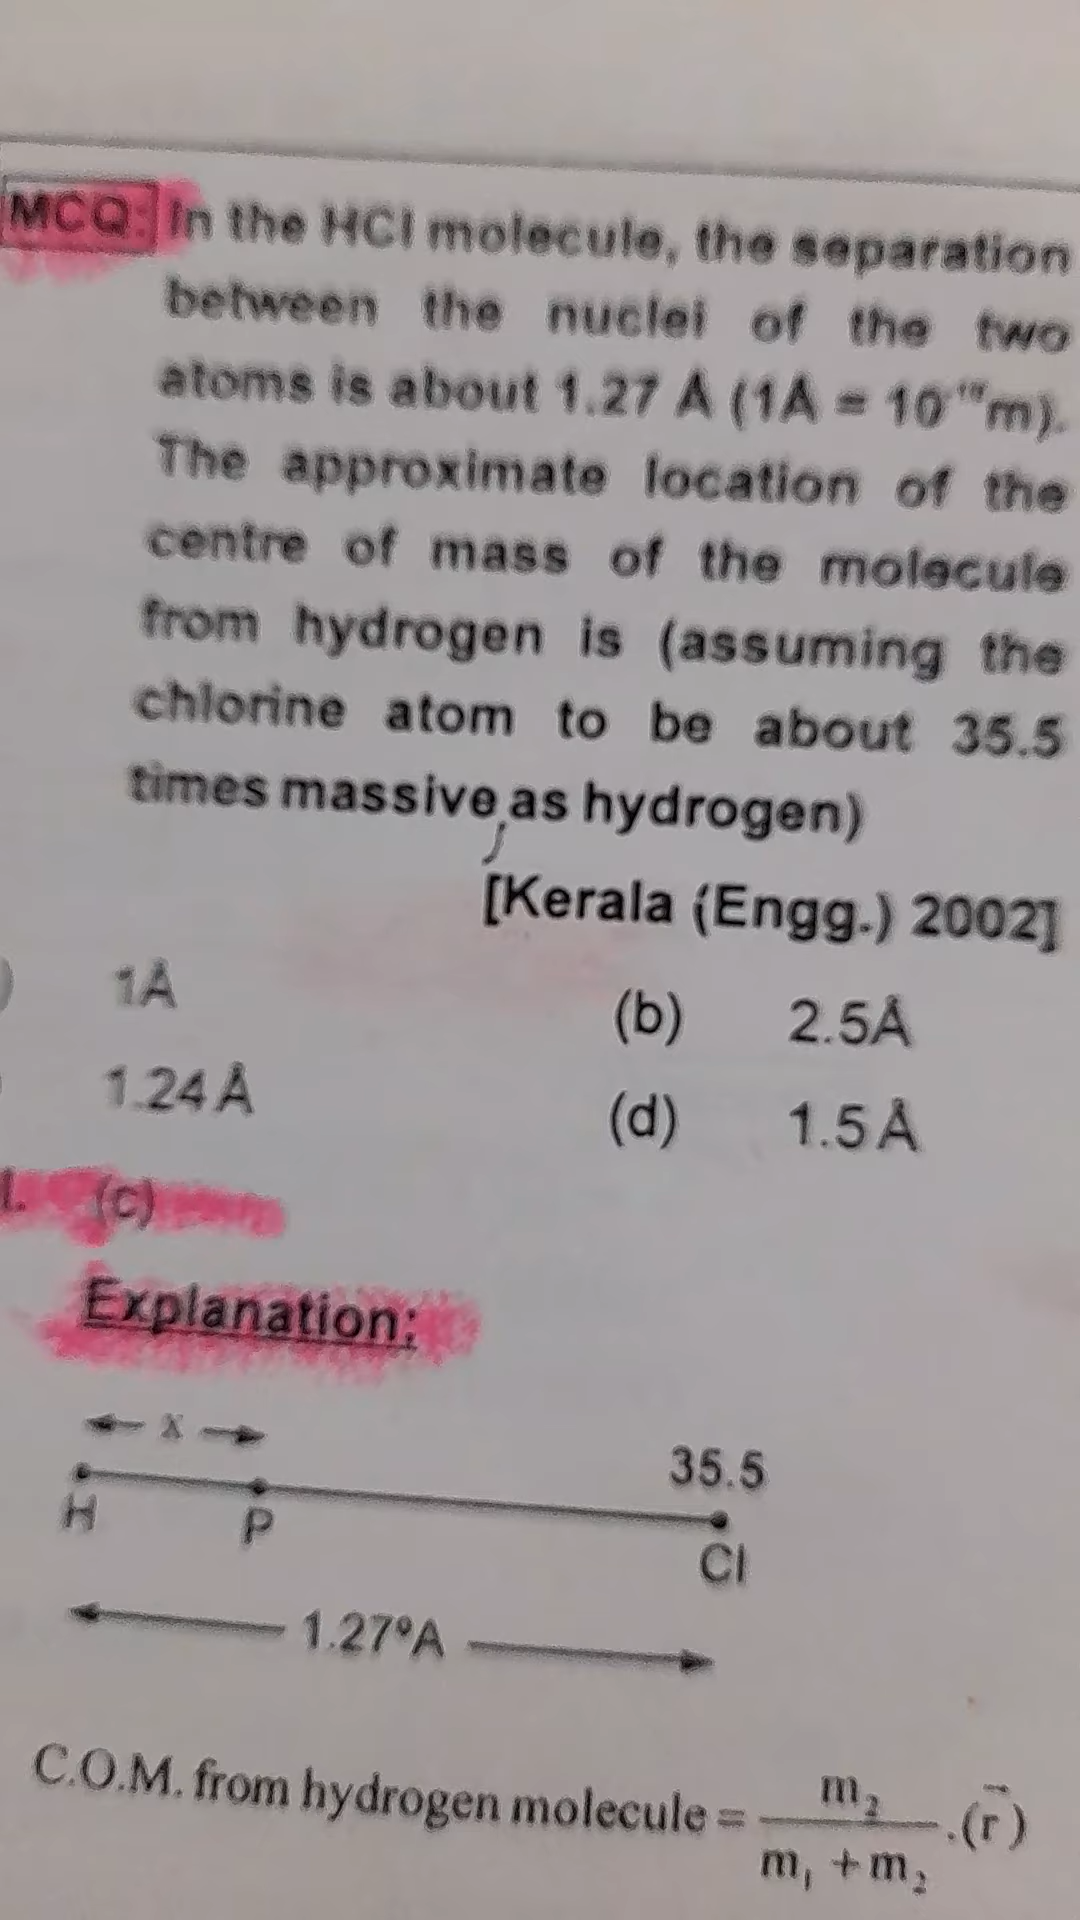 MCQ: In the HCl molecule, the separation
between the nuclei of the two
atoms is about 1.27 Å (1Å = 10⁻¹⁰m).
The approximate location of the
centre of mass of the molecule
from hydrogen is (assuming the
chlorine atom to be about 35.5
times massive as hydrogen)
[Kerala (Engg.) 2002]
) 1Å (b) 2.5Å
1.24 Å (d) 1.5 Å
(c)
Explanation:
x
35.5
H P Cl
1.27ºA
C.O.M. from hydrogen molecule = m₂ / (m₁ + m₂) .(r⃗)